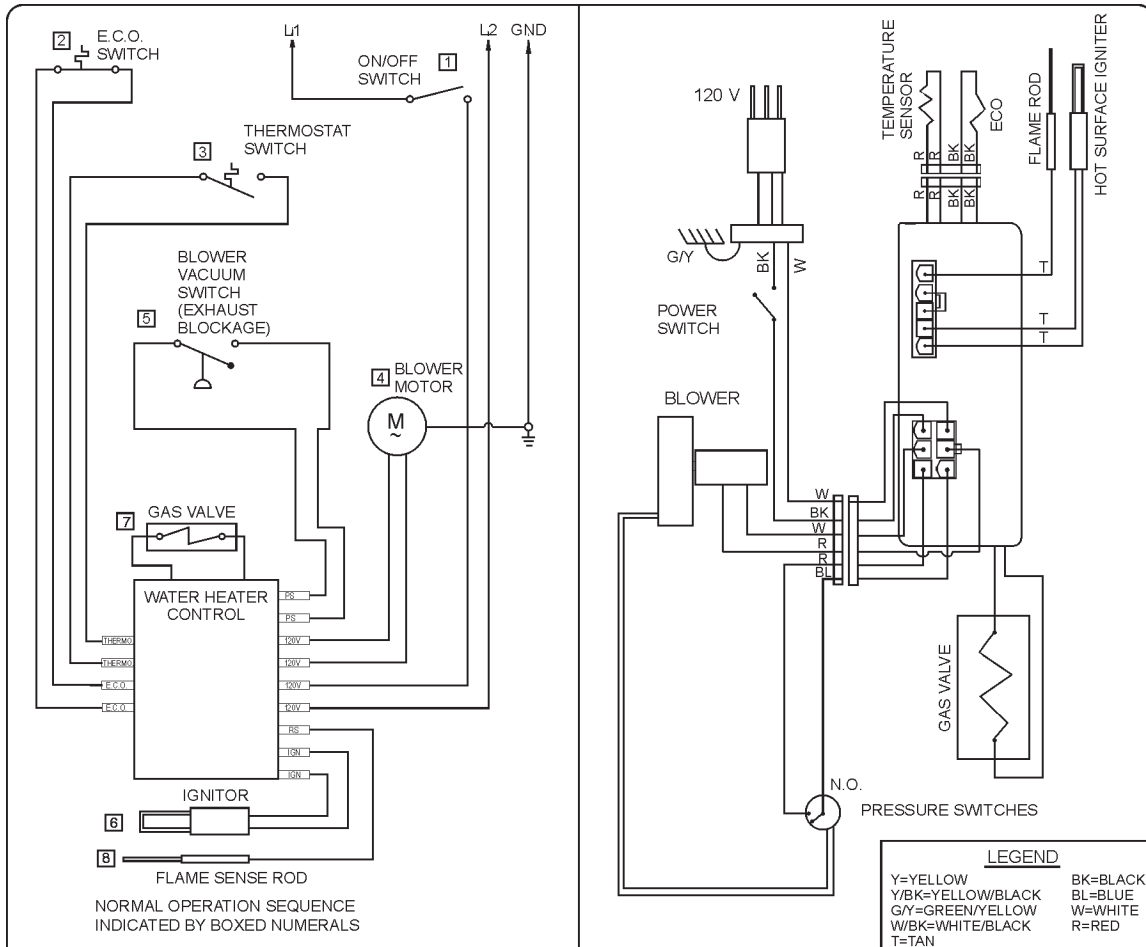 2
E.C.O.
SWITCH
L1
L2
GND
ON/OFF
SWITCH
1
3
THERMOSTAT
SWITCH
BLOWER
VACUUM
SWITCH
(EXHAUST
BLOCKAGE)
5
4
BLOWER
MOTOR
M
~
7
GAS VALVE
WATER HEATER
CONTROL
PS
PS
THERMO
120V
THERMO
120V
E.C.O.
120V
E.C.O.
120V
RS
IGN
IGN
IGNITOR
6
8
FLAME SENSE ROD
NORMAL OPERATION SEQUENCE
INDICATED BY BOXED NUMERALS
120 V
TEMPERATURE
SENSOR
ECO
FLAME ROD
HOT SURFACE IGNITER
R
R
BK
BK
R
R
BK
BK
G/Y
BK
W
POWER
SWITCH
T
T
T
BLOWER
W
BK
W
R
R
BL
GAS VALVE
N.O.
PRESSURE SWITCHES
LEGEND
Y=YELLOW
Y/BK=YELLOW/BLACK
G/Y=GREEN/YELLOW
W/BK=WHITE/BLACK
T=TAN
BK=BLACK
BL=BLUE
W=WHITE
R=RED